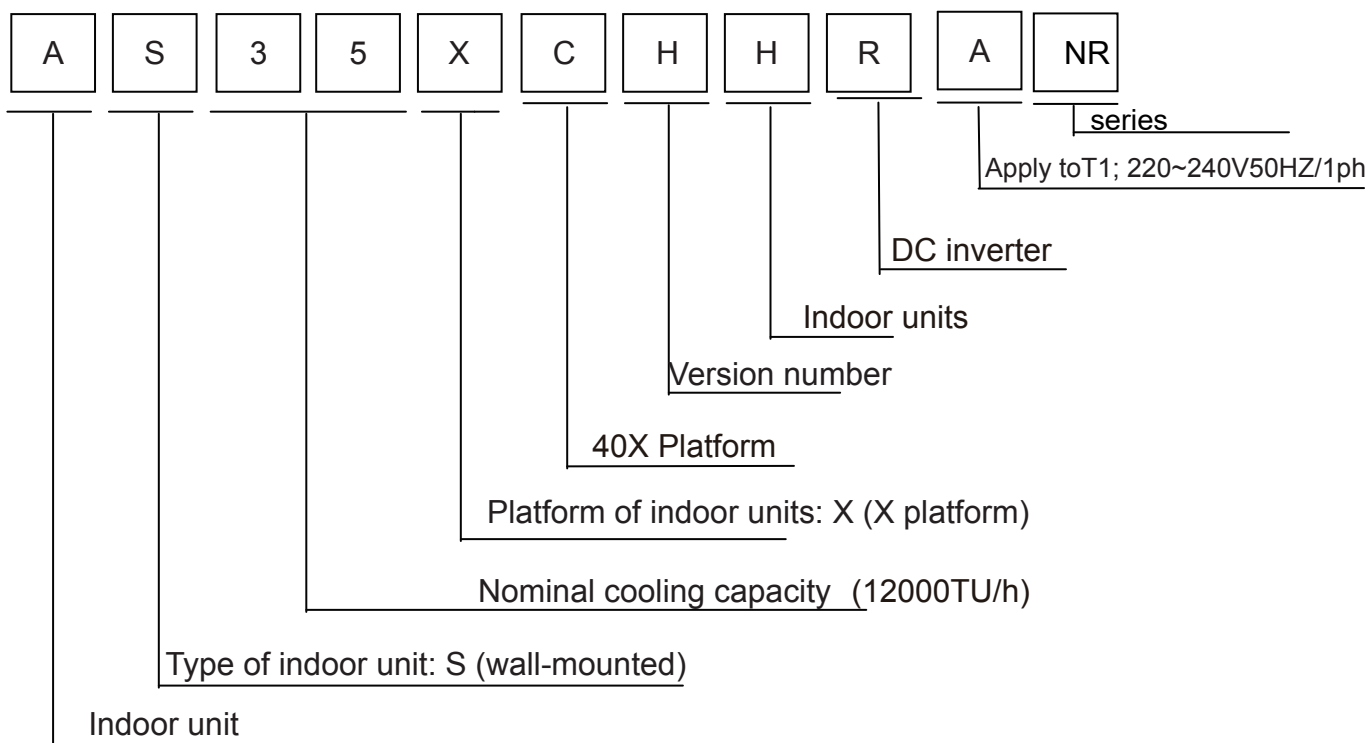 A S 3 5 X C H H R A NR
series
Apply toT1; 220~240V50HZ/1ph
DC inverter
Indoor units
Version number
40X Platform
Platform of indoor units: X (X platform)
Nominal cooling capacity (12000TU/h)
Type of indoor unit: S (wall-mounted)
Indoor unit